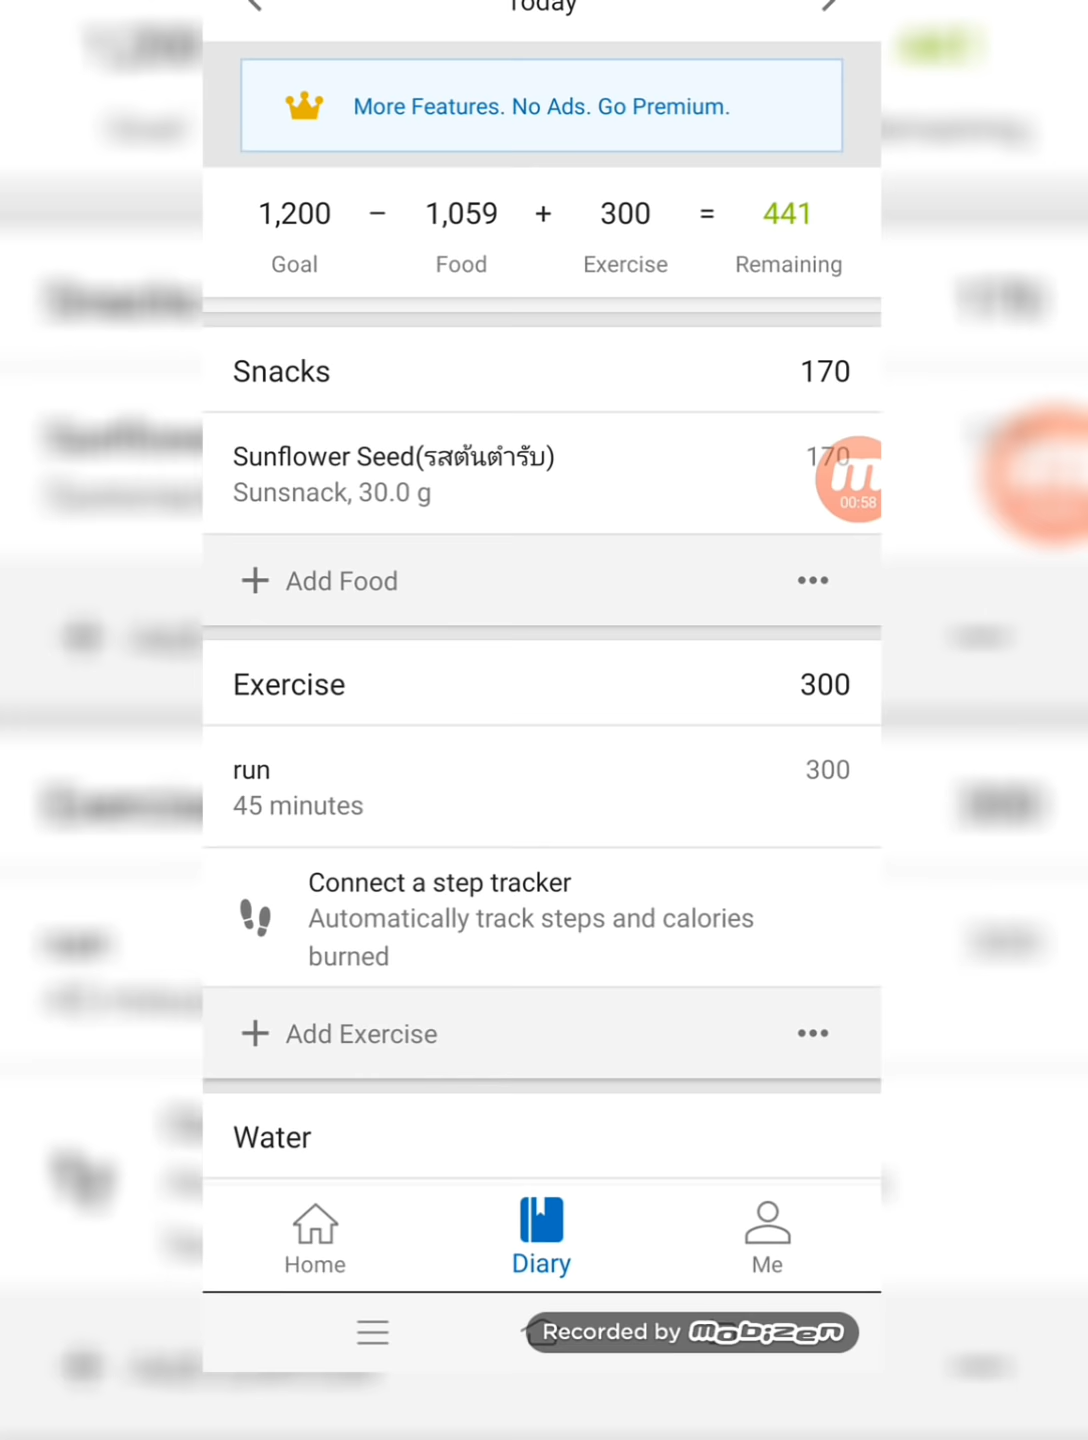 Today
More Features. No Ads. Go Premium.
1,200 – 1,059 + 300 = 441
Goal Food Exercise Remaining
Snacks 170
Sunflower Seed(รสต้นตำรับ) 170
Sunsnack, 30.0 g
00:58
+ Add Food
Exercise 300
run 300
45 minutes
Connect a step tracker
Automatically track steps and calories
burned
+ Add Exercise
Water
Home Diary Me
Recorded by mobizen